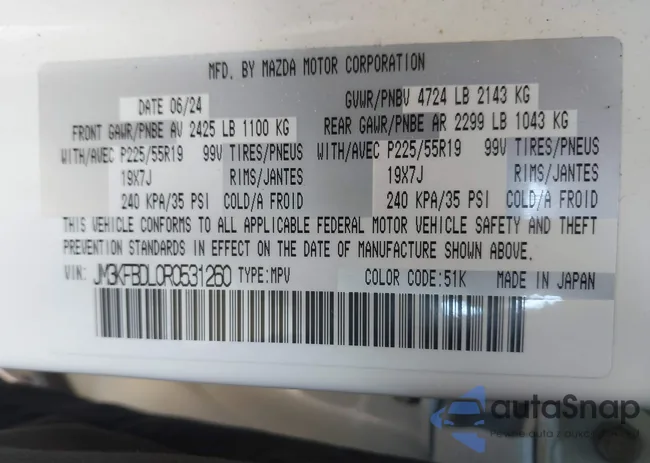 MFD. BY MAZDA MOTOR CORPORATION
DATE 06/24 GVWR/PNBV 4724 LB 2143 KG
FRONT GAWR/PNBE AV 2425 LB 1100 KG REAR GAWR/PNBE AR 2299 LB 1043 KG
WITH/AVEC P225/55R19 99V TIRES/PNEUS WITH/AVEC P225/55R19 99V TIRES/PNEUS
19X7J RIMS/JANTES 19X7J RIMS/JANTES
240 KPA/35 PSI COLD/A FROID 240 KPA/35 PSI COLD/A FROID
THIS VEHICLE CONFORMS TO ALL APPLICABLE FEDERAL MOTOR VEHICLE SAFETY AND THEFT
PREVENTION STANDARDS IN EFFECT ON THE DATE OF MANUFACTURE SHOWN ABOVE.
VIN: JM3KFBDL0R0531260 TYPE:MPV COLOR CODE:51K MADE IN JAPAN
autaSnap